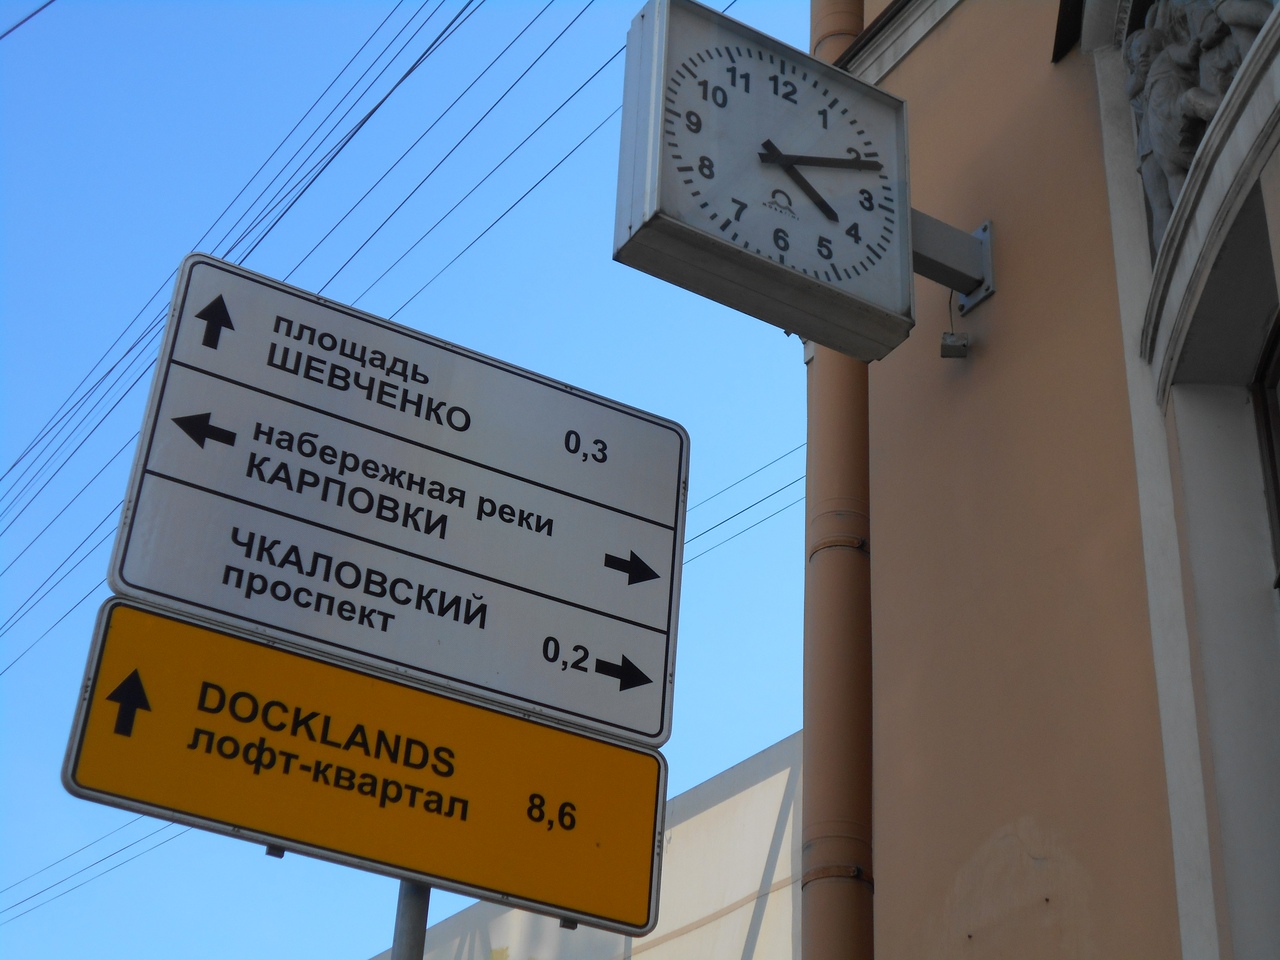 12
1
2
3
4
5
6
7
8
9
10
11
площадь
ШЕВЧЕНКО
0,3
набережная реки
КАРПОВКИ
ЧКАЛОВСКИЙ
проспект
0,2
DOCKLANDS
лофт-квартал
8,6